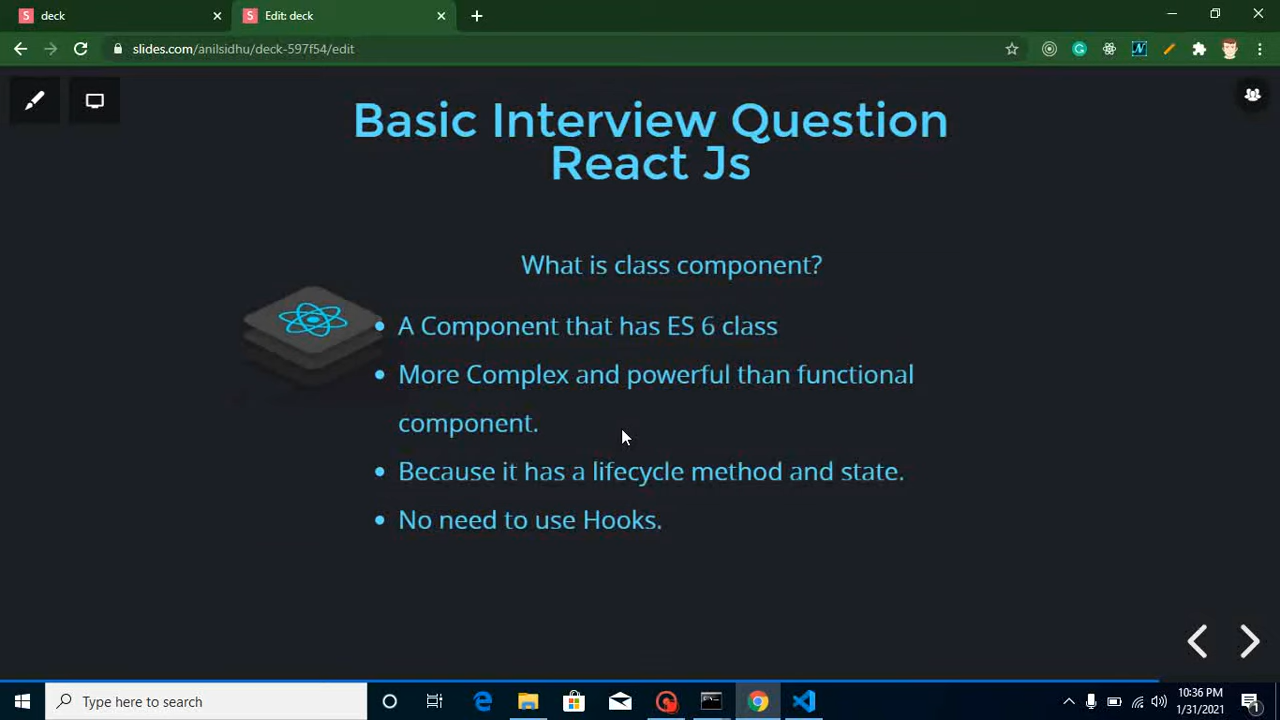 deck
Edit: deck
slides.com/anilsidhu/deck-597f54/edit
Basic Interview Question
React Js
What is class component?
• A Component that has ES 6 class
• More Complex and powerful than functional
component.
• Because it has a lifecycle method and state.
• No need to use Hooks.
Type here to search
10:36 PM
1/31/2021